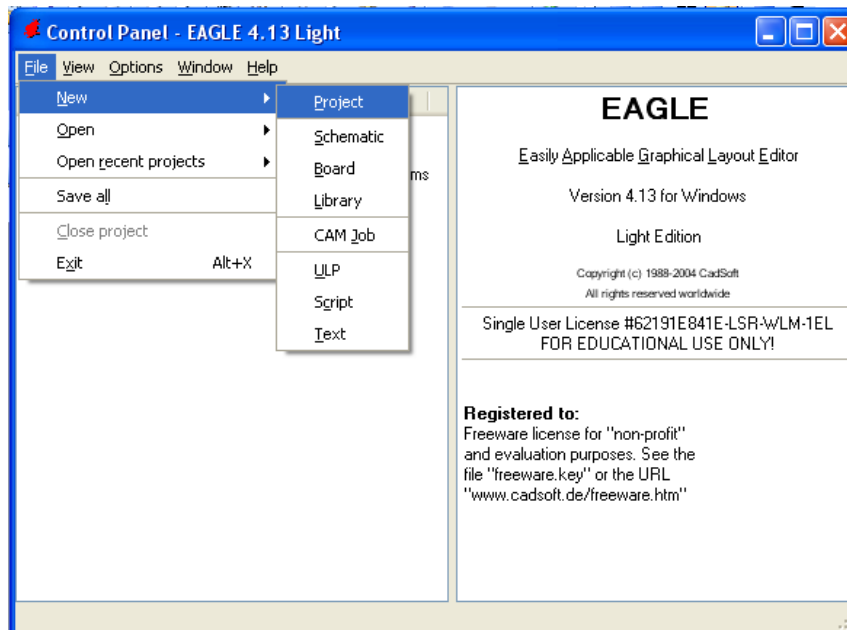 Control Panel - EAGLE 4.13 Light
File View Options Window Help
New
Open
Open recent projects
Save all
Close project
Exit Alt+X
Project
Schematic
Board
Library
CAM Job
ULP
Script
Text
ms
EAGLE
Easily Applicable Graphical Layout Editor
Version 4.13 for Windows
Light Edition
Copyright (c) 1988-2004 CadSoft
All rights reserved worldwide
Single User License #62191E841E-LSR-WLM-1EL
FOR EDUCATIONAL USE ONLY!
Registered to:
Freeware license for "non-profit"
and evaluation purposes. See the
file "freeware.key" or the URL
"www.cadsoft.de/freeware.htm"